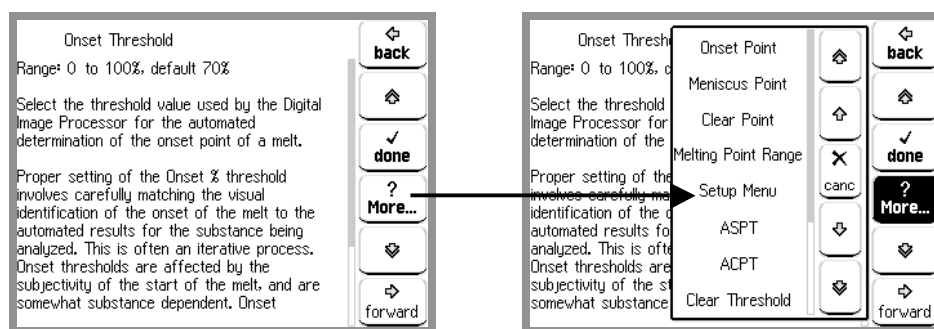 Onset Threshold
Range: 0 to 100%, default 70%
Select the threshold value used by the Digital
Image Processor for the automated
determination of the onset point of a melt.
Proper setting of the Onset % threshold
involves carefully matching the visual
identification of the onset of the melt to the
automated results for the substance being
analyzed. This is often an iterative process.
Onset thresholds are affected by the
subjectivity of the start of the melt, and are
somewhat substance dependent. Onset
back
✓
done
?
More...
forward
Onset Thresh
Range: 0 to 100%, d
Select the threshold
Image Processor for
determination of the
Proper setting of the
involves carefully ma
identification of the o
automated results fo
analyzed. This is ofte
Onset thresholds are
subjectivity of the st
somewhat substance
Onset Point
Meniscus Point
Clear Point
Melting Point Range
Setup Menu
ASPT
ACPT
Clear Threshold
canc
back
✓
done
?
More...
forward